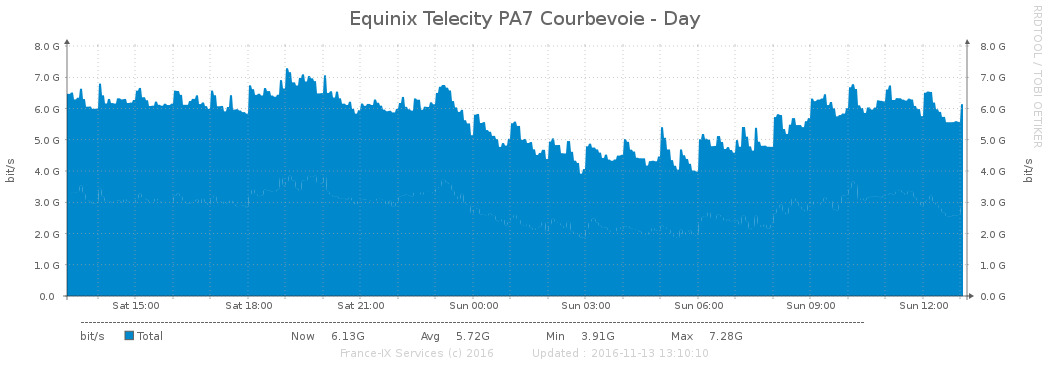 Equinix Telecity PA7 Courbevoie - Day
RRDTOOL / TOBI OETIKER
bit/s
8.0 G 8.0 G
7.0 G 7.0 G
6.0 G 6.0 G
5.0 G 5.0 G
4.0 G 4.0 G
3.0 G 3.0 G
2.0 G 2.0 G
1.0 G 1.0 G
0.0 0.0 G
bit/s
Sat 15:00 Sat 18:00 Sat 21:00 Sun 00:00 Sun 03:00 Sun 06:00 Sun 09:00 Sun 12:00
bit/s Total Now 6.13G Avg 5.72G Min 3.91G Max 7.28G
France-IX Services (c) 2016 Updated : 2016-11-13 13:10:10